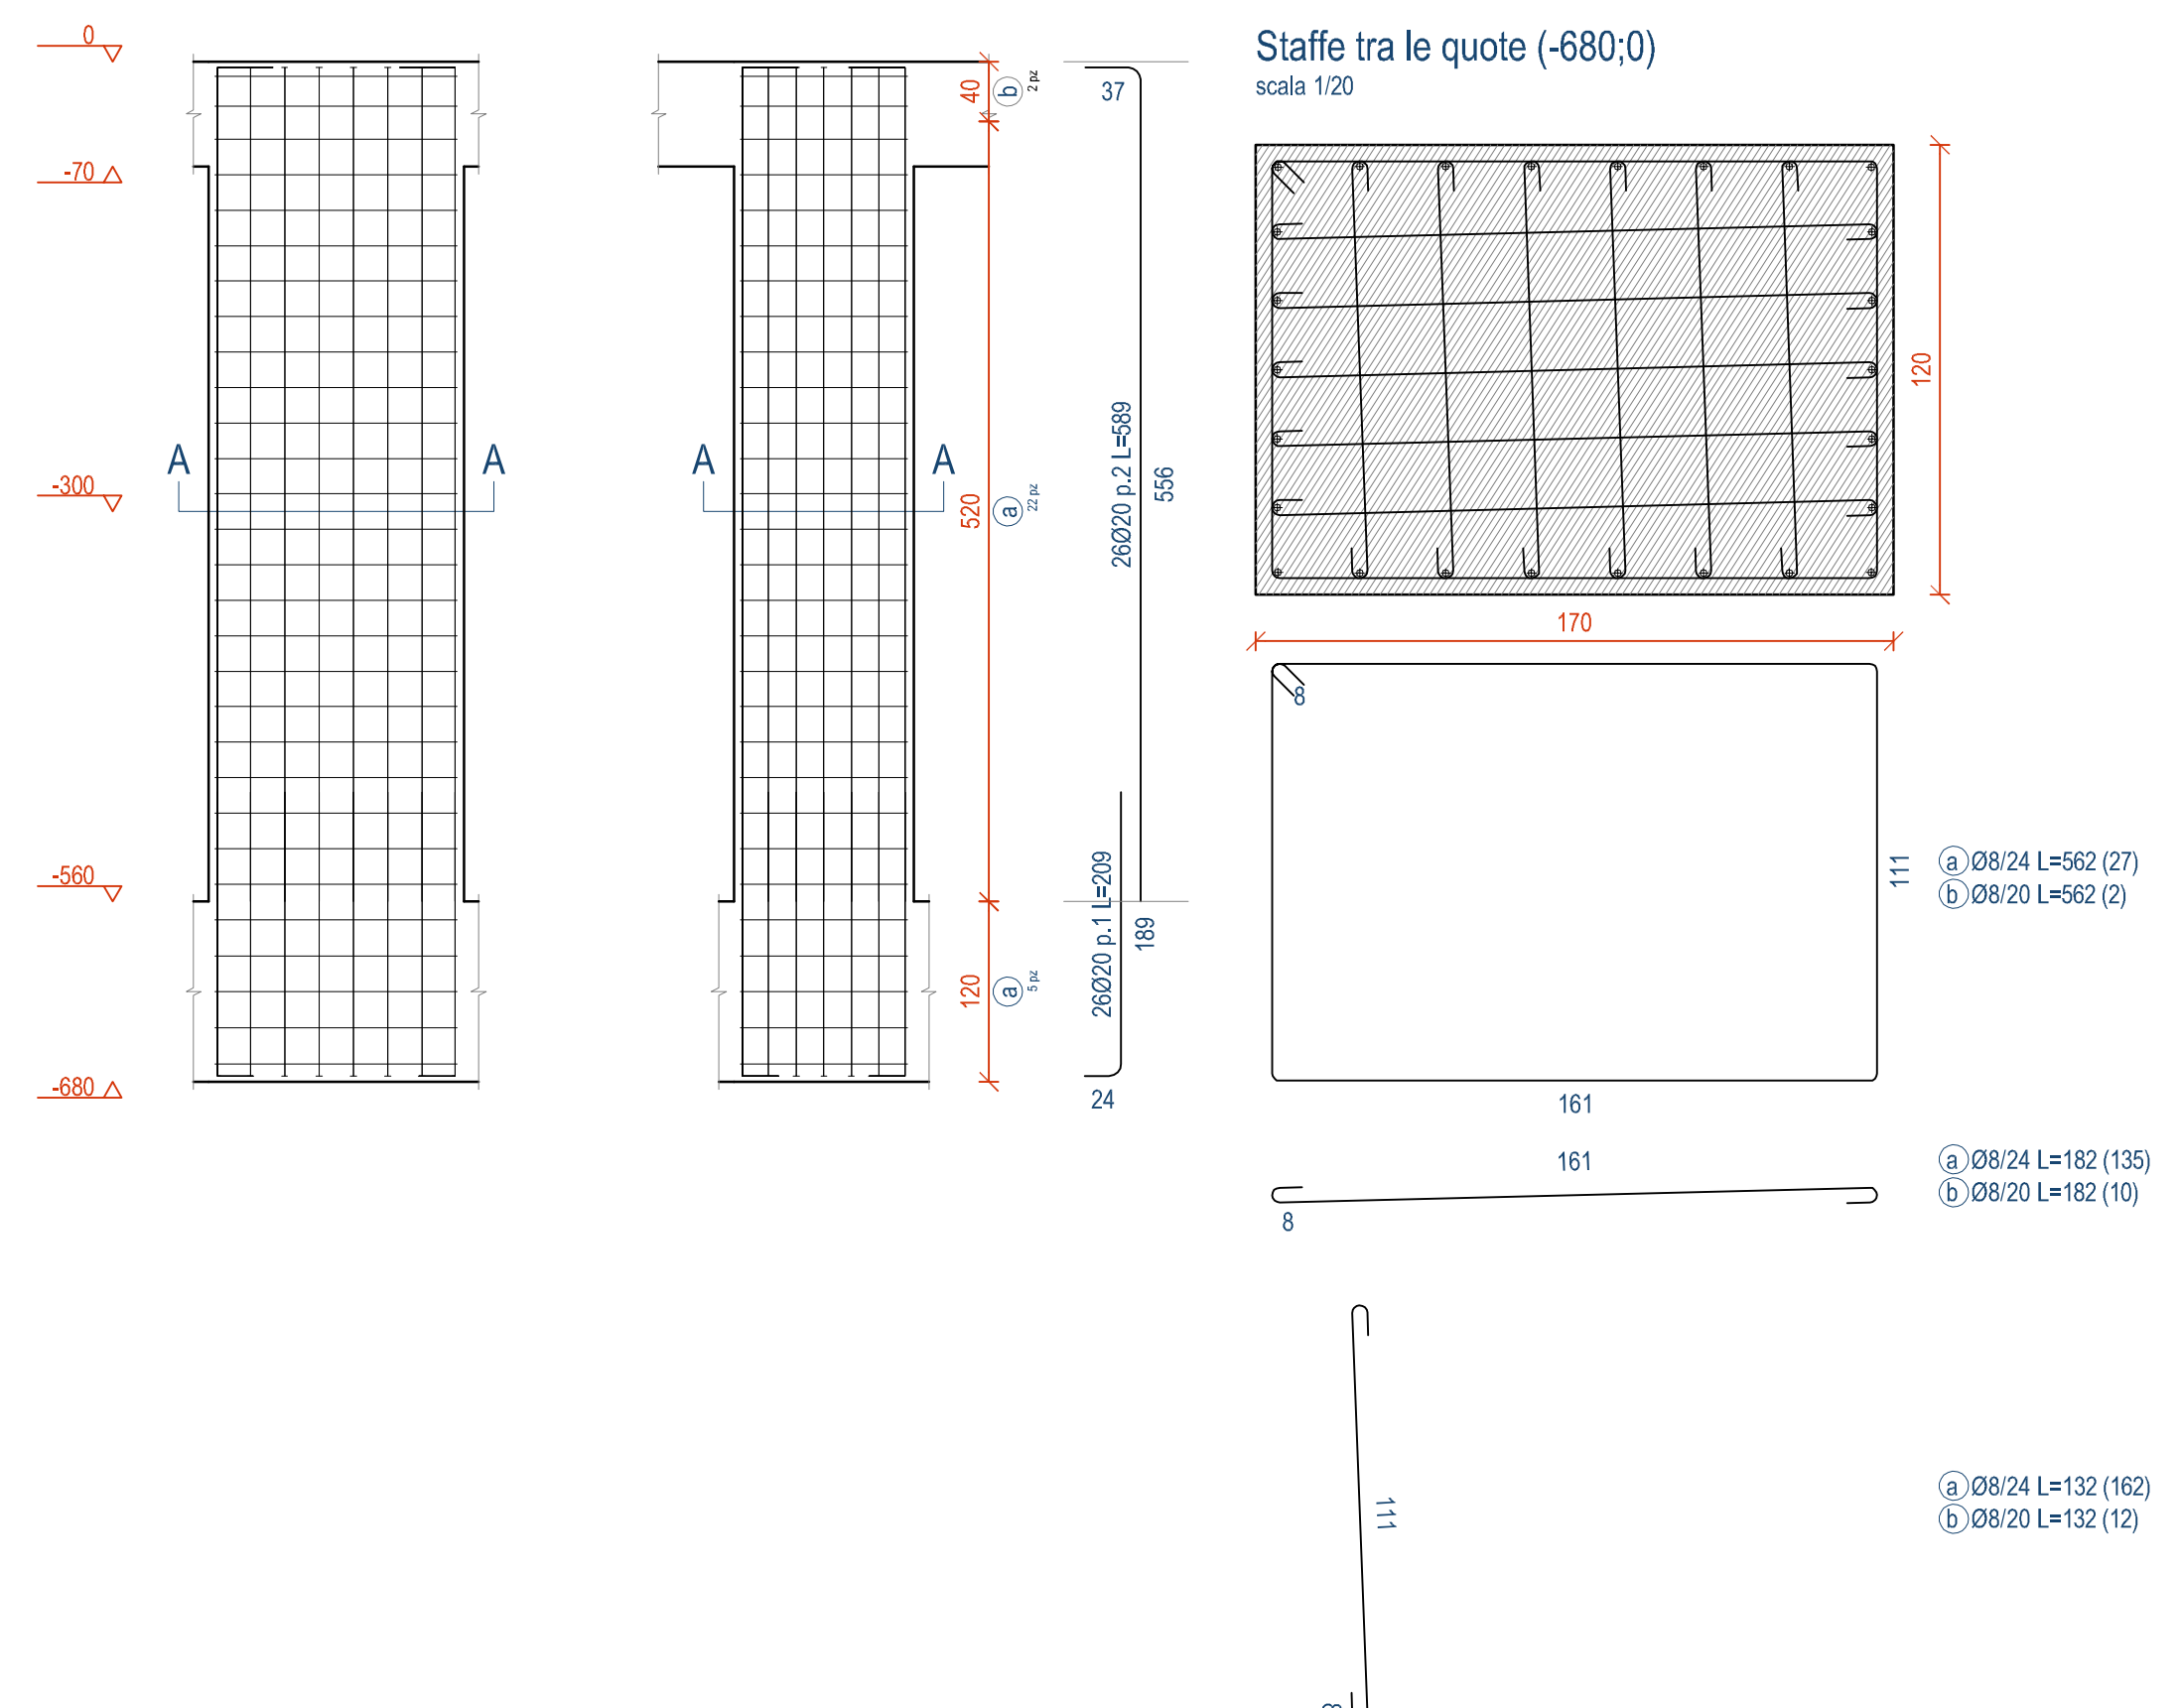 0
-70
-300
-560
-680
A
A
A
A
40
b
2 pz
520
a
22 pz
120
a
5 pz
37
26Ø20 p.2 L=589
556
26Ø20 p.1 L=209
189
24
Staffe tra le quote (-680;0)
scala 1/20
120
170
8
111
161
a Ø8/24 L=562 (27)
b Ø8/20 L=562 (2)
161
8
a Ø8/24 L=182 (135)
b Ø8/20 L=182 (10)
111
a Ø8/24 L=132 (162)
b Ø8/20 L=132 (12)